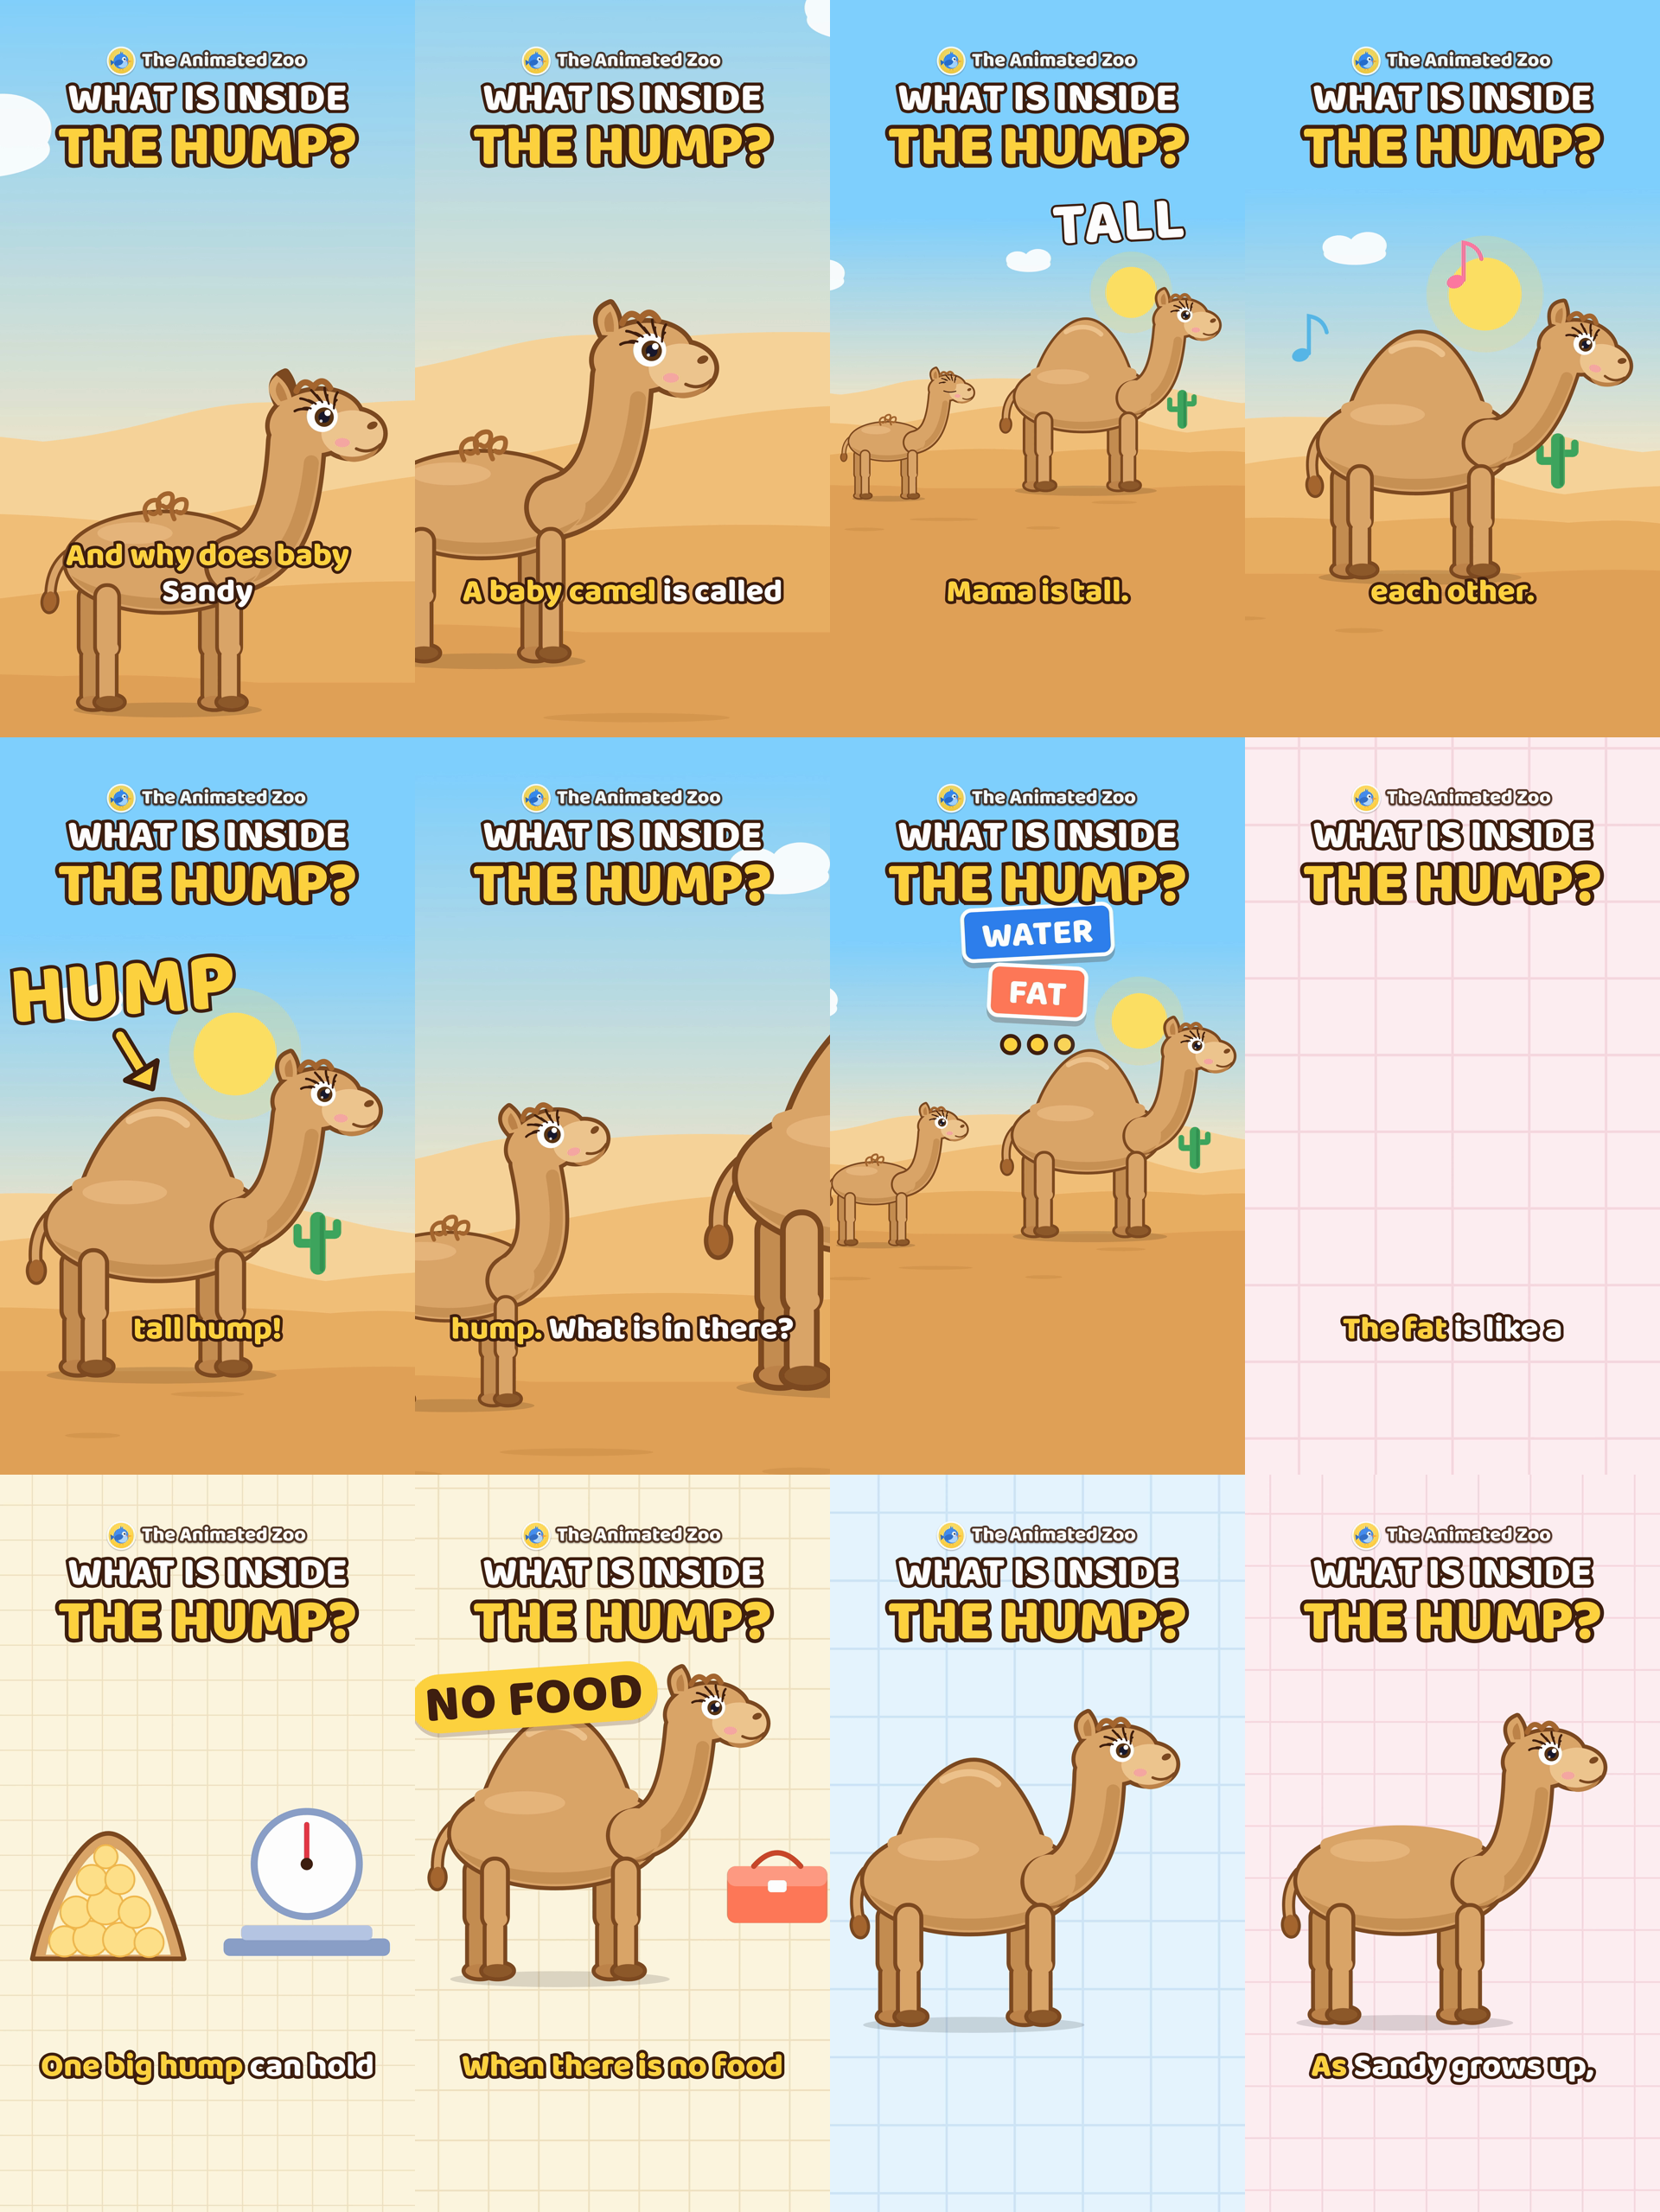 The Animated Zoo
WHAT IS INSIDE
THE HUMP?
And why does baby
Sandy
The Animated Zoo
WHAT IS INSIDE
THE HUMP?
A baby camel is called
The Animated Zoo
WHAT IS INSIDE
THE HUMP?
TALL
Mama is tall.
The Animated Zoo
WHAT IS INSIDE
THE HUMP?
each other.
The Animated Zoo
WHAT IS INSIDE
THE HUMP?
HUMP
tall hump!
The Animated Zoo
WHAT IS INSIDE
THE HUMP?
hump. What is in there?
The Animated Zoo
WHAT IS INSIDE
THE HUMP?
WATER
FAT
The Animated Zoo
WHAT IS INSIDE
THE HUMP?
The fat is like a
The Animated Zoo
WHAT IS INSIDE
THE HUMP?
One big hump can hold
The Animated Zoo
WHAT IS INSIDE
THE HUMP?
NO FOOD
When there is no food
The Animated Zoo
WHAT IS INSIDE
THE HUMP?
The Animated Zoo
WHAT IS INSIDE
THE HUMP?
As Sandy grows up,